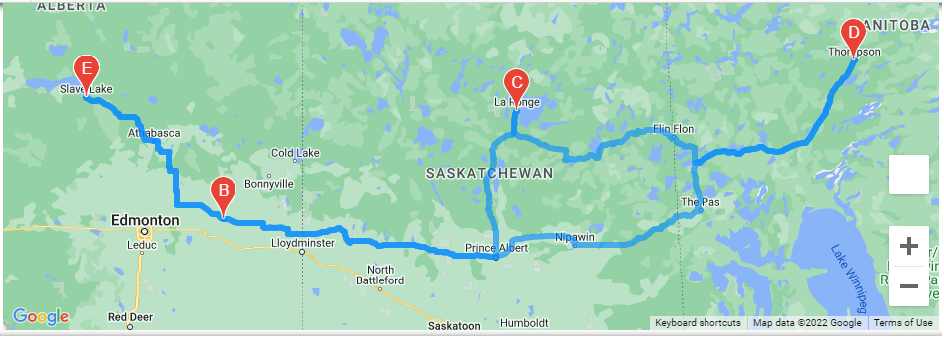 ALBERTA
MANITOBA
D
Thompson
E
Slave Lake
C
La Ronge
Athabasca
Flin Flon
Cold Lake
SASKATCHEWAN
Bonnyville
B
The Pas
Edmonton
Nipawin
Leduc
Lloydminster
Prince Albert
Lake Winnipeg
North
Battleford
Red Deer
Saskatoon
Humboldt
Google
Keyboard shortcuts
Map data ©2022 Google
Terms of Use